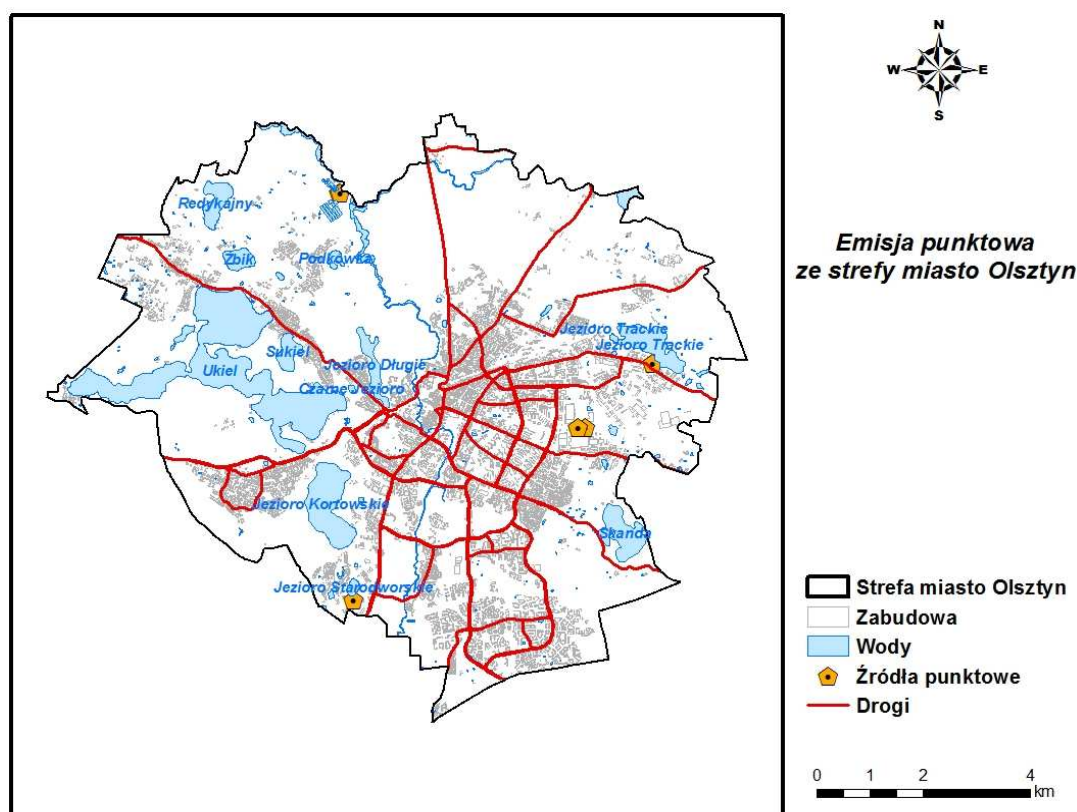 N
W E
S
Emisja punktowa
ze strefy miasto Olsztyn
Redykajny
Żbik
Podkówka
Jezioro Trackie
Jezioro Trackie
Sukiel
Jezioro Długie
Ukiel
Czarne Jezioro
Jezioro Kortowskie
Skanda
Jezioro Starodworskie
Strefa miasto Olsztyn
Zabudowa
Wody
Źródła punktowe
Drogi
0 1 2 4
km